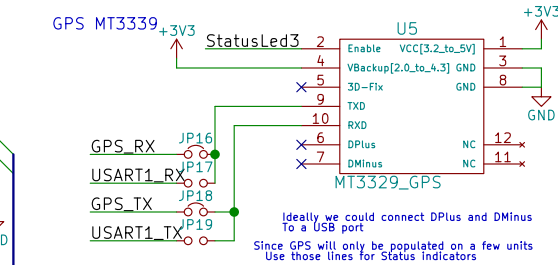 GPS MT3339
+3V3
+3V3
U5
StatusLed3
2 Enable VCC[3.2_to_5V] 1
4 VBackup[2.0_to_4.3] GND 3
5 3D-Fix GND 8
GND
9 TXD
10 RXD
6 DPlus NC 12
7 DMinus NC 11
MT3329_GPS
JP16
GPS_RX
JP17
USART1_RX
JP18
GPS_TX
JP19
USART1_TX
D
Ideally we could connect DPlus and DMinus
To a USB port
Since GPS will only be populated on a few units
Use those lines for Status indicators